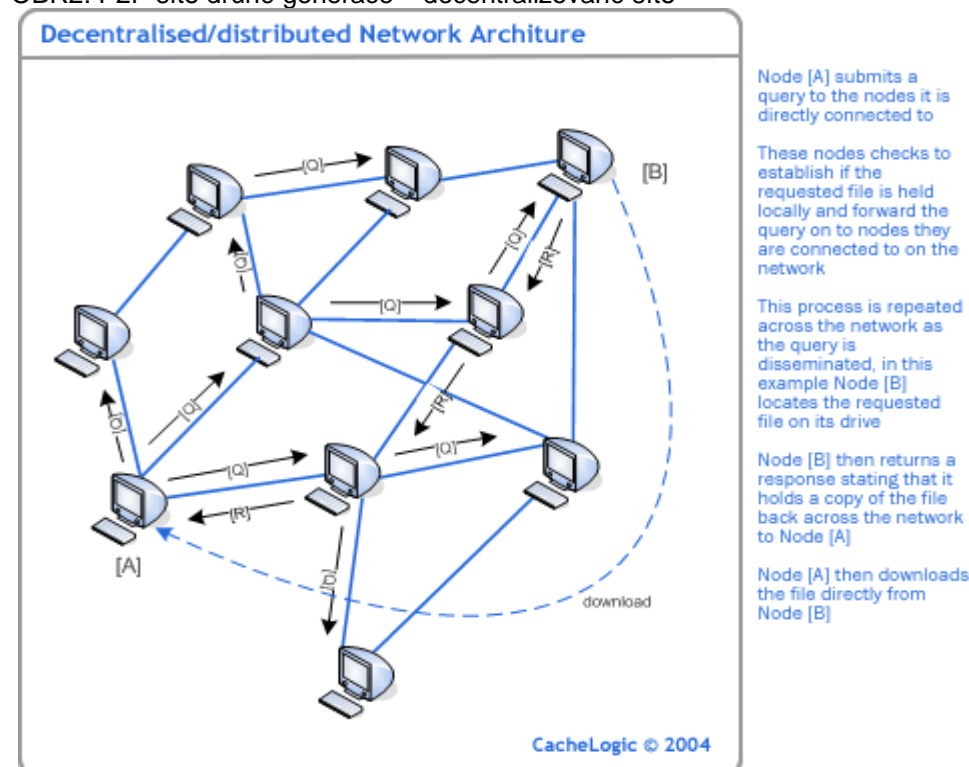 Decentralised/distributed Network Architure
Node [A] submits a
query to the nodes it is
directly connected to
These nodes checks to
establish if the
requested file is held
locally and forward the
query on to nodes they
are connected to on the
network
This process is repeated
across the network as
the query is
disseminated, in this
example Node [B]
locates the requested
file on its drive
Node [B] then returns a
response stating that it
holds a copy of the file
back across the network
to Node [A]
Node [A] then downloads
the file directly from
Node [B]
[Q]
[B]
[Q]
[R]
[Q]
[Q]
[Q]
[Q]
[R]
[Q]
[Q]
[R]
[A]
[Q]
download
CacheLogic © 2004